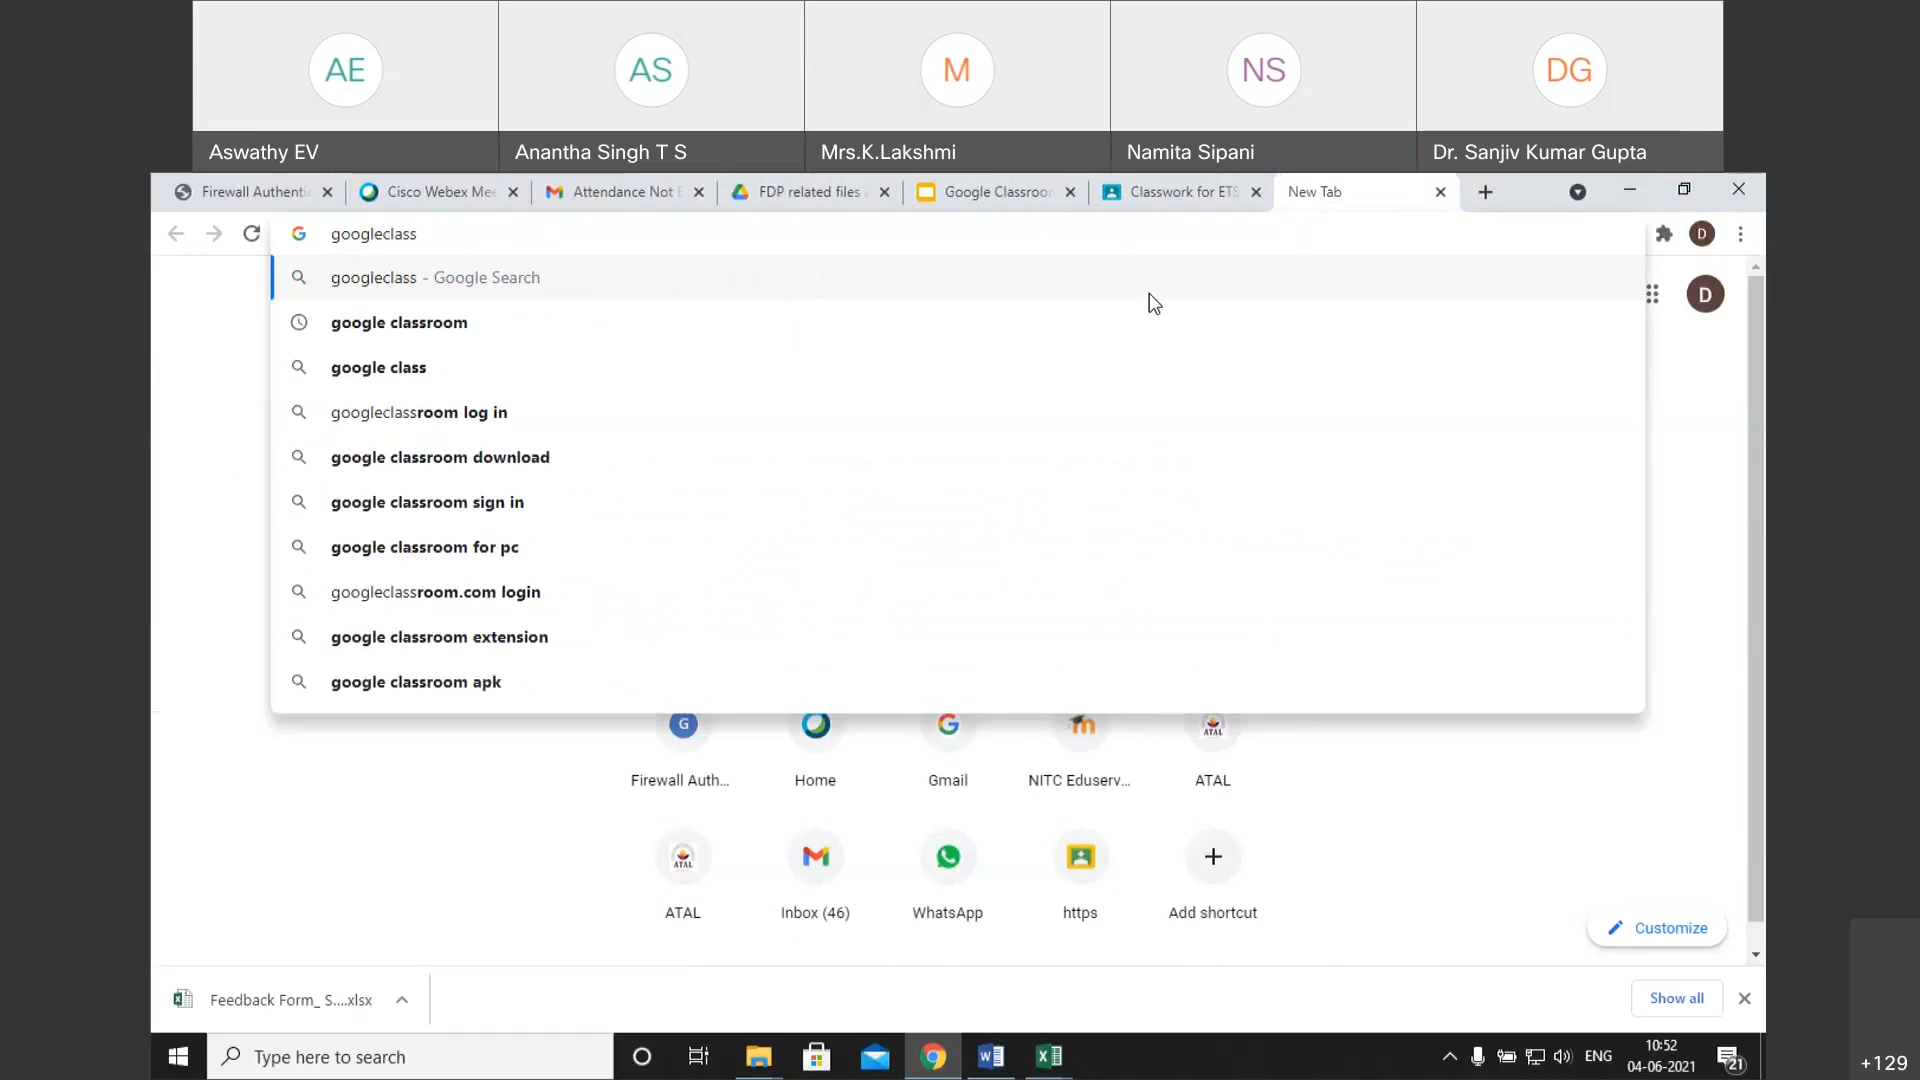 AE
AS
M
NS
DG
Aswathy EV
Anantha Singh T S
Mrs.K.Lakshmi
Namita Sipani
Dr. Sanjiv Kumar Gupta
Firewall Authenti
Cisco Webex Mee
Attendance Not E
FDP related files a
Google Classroom
Classwork for ETS
New Tab
googleclass
D
googleclass - Google Search
D
google classroom
google class
googleclassroom log in
google classroom download
google classroom sign in
google classroom for pc
googleclassroom.com login
google classroom extension
google classroom apk
G
ATAL
Firewall Auth...
Home
Gmail
NITC Eduserv...
ATAL
ATAL
Inbox (46)
WhatsApp
https
Add shortcut
Customize
Feedback Form_ S....xlsx
Show all
Type here to search
ENG
10:52
04-06-2021
21
+129